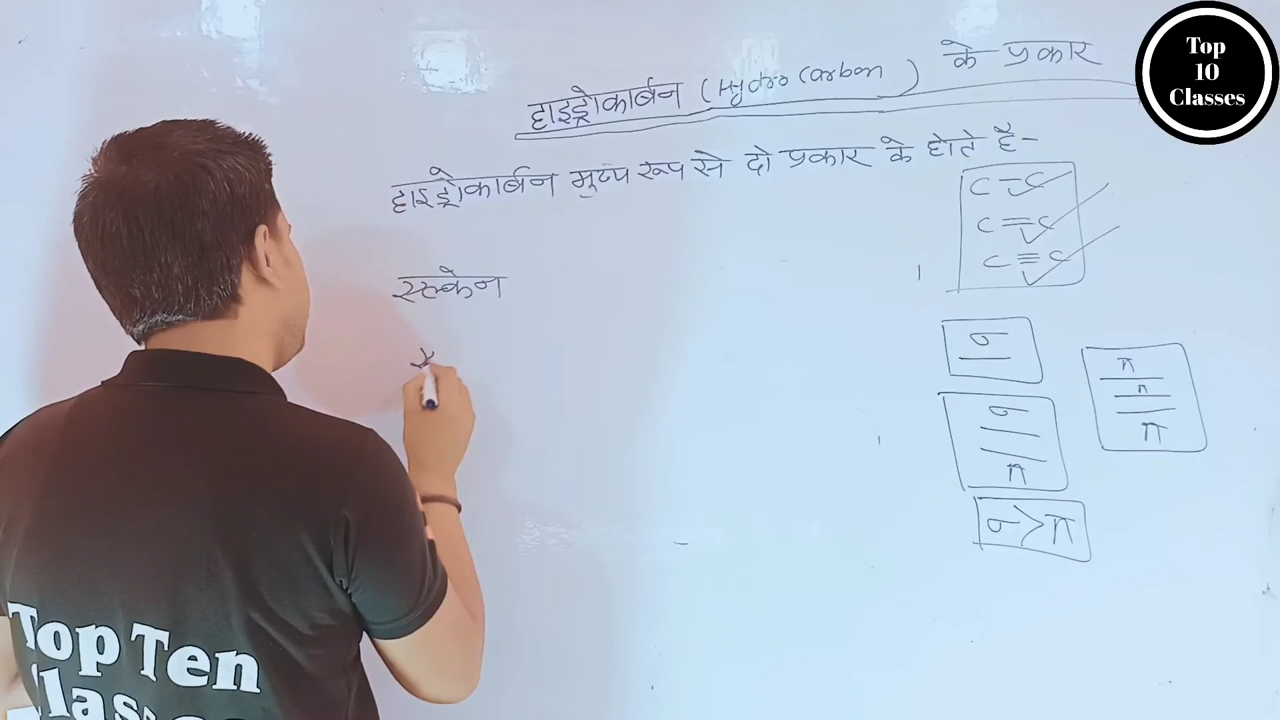 हाइड्रोकार्बन (Hydrocarbon) के प्रकार
हाइड्रोकार्बन मुख्य रूप से दो प्रकार के होते है-
C-C
C=C
C≡C
एल्केन
σ
σ
π
π
π
π
σ>π
Top
10
Classes
Top Ten